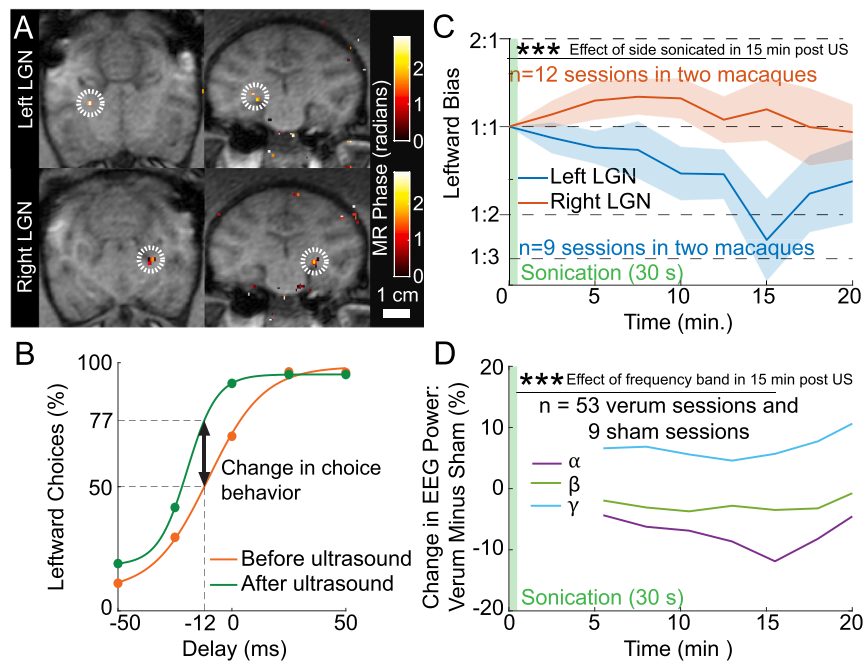 A
Left LGN
Right LGN
MR Phase (radians)
2
1
0
2
1
0
1 cm
B
Leftward Choices (%)
100
77
50
0
Change in choice
behavior
Before ultrasound
After ultrasound
-50
-12
0
50
Delay (ms)
C
Leftward Bias
2:1
1:1
1:2
1:3
*** Effect of side sonicated in 15 min post US
n=12 sessions in two macaques
Left LGN
Right LGN
n=9 sessions in two macaques
Sonication (30 s)
0
5
10
15
20
Time (min.)
D
Change in EEG Power:
Verum Minus Sham (%)
20
10
0
-10
-20
*** Effect of frequency band in 15 min post US
n = 53 verum sessions and
9 sham sessions
α
β
γ
Sonication (30 s)
0
5
10
15
20
Time (min )